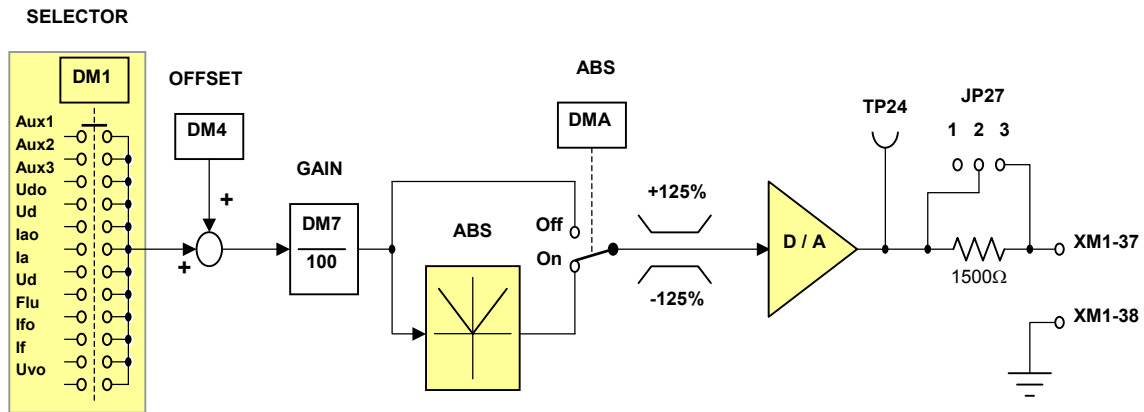 SELECTOR
DM1
Aux1
Aux2
Aux3
Udo
Ud
Iao
Ia
Ud
Flu
Ifo
If
Uvo
OFFSET
DM4
+
+
GAIN
DM7
100
ABS
ABS
DMA
Off
On
+125%
-125%
D / A
TP24
JP27
1 2 3
1500Ω
XM1-37
XM1-38